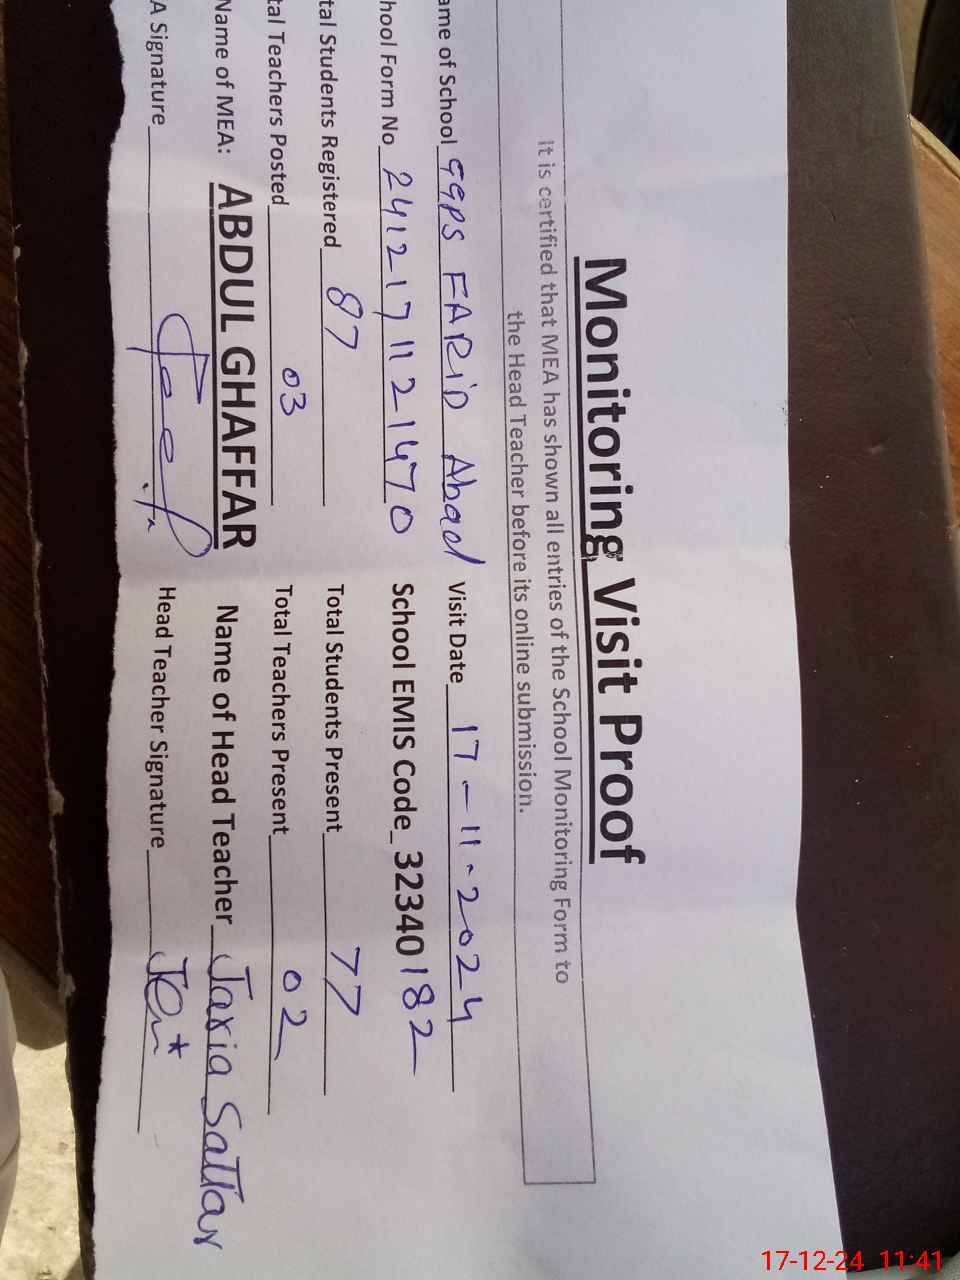 Monitoring Visit Proof
It is certified that MEA has shown all entries of the School Monitoring Form to
the Head Teacher before its online submission.
ame of School GGPS FARID Abad Visit Date 17-11-2024
hool Form No 2412171121470 School EMIS Code_32340182
tal Students Registered 87 Total Students Present 77
tal Teachers Posted 03 Total Teachers Present 02
Name of MEA: ABDUL GHAFFAR Name of Head Teacher Jaxia Sattar
A Signature Head Teacher Signature
17-12-24 11:41